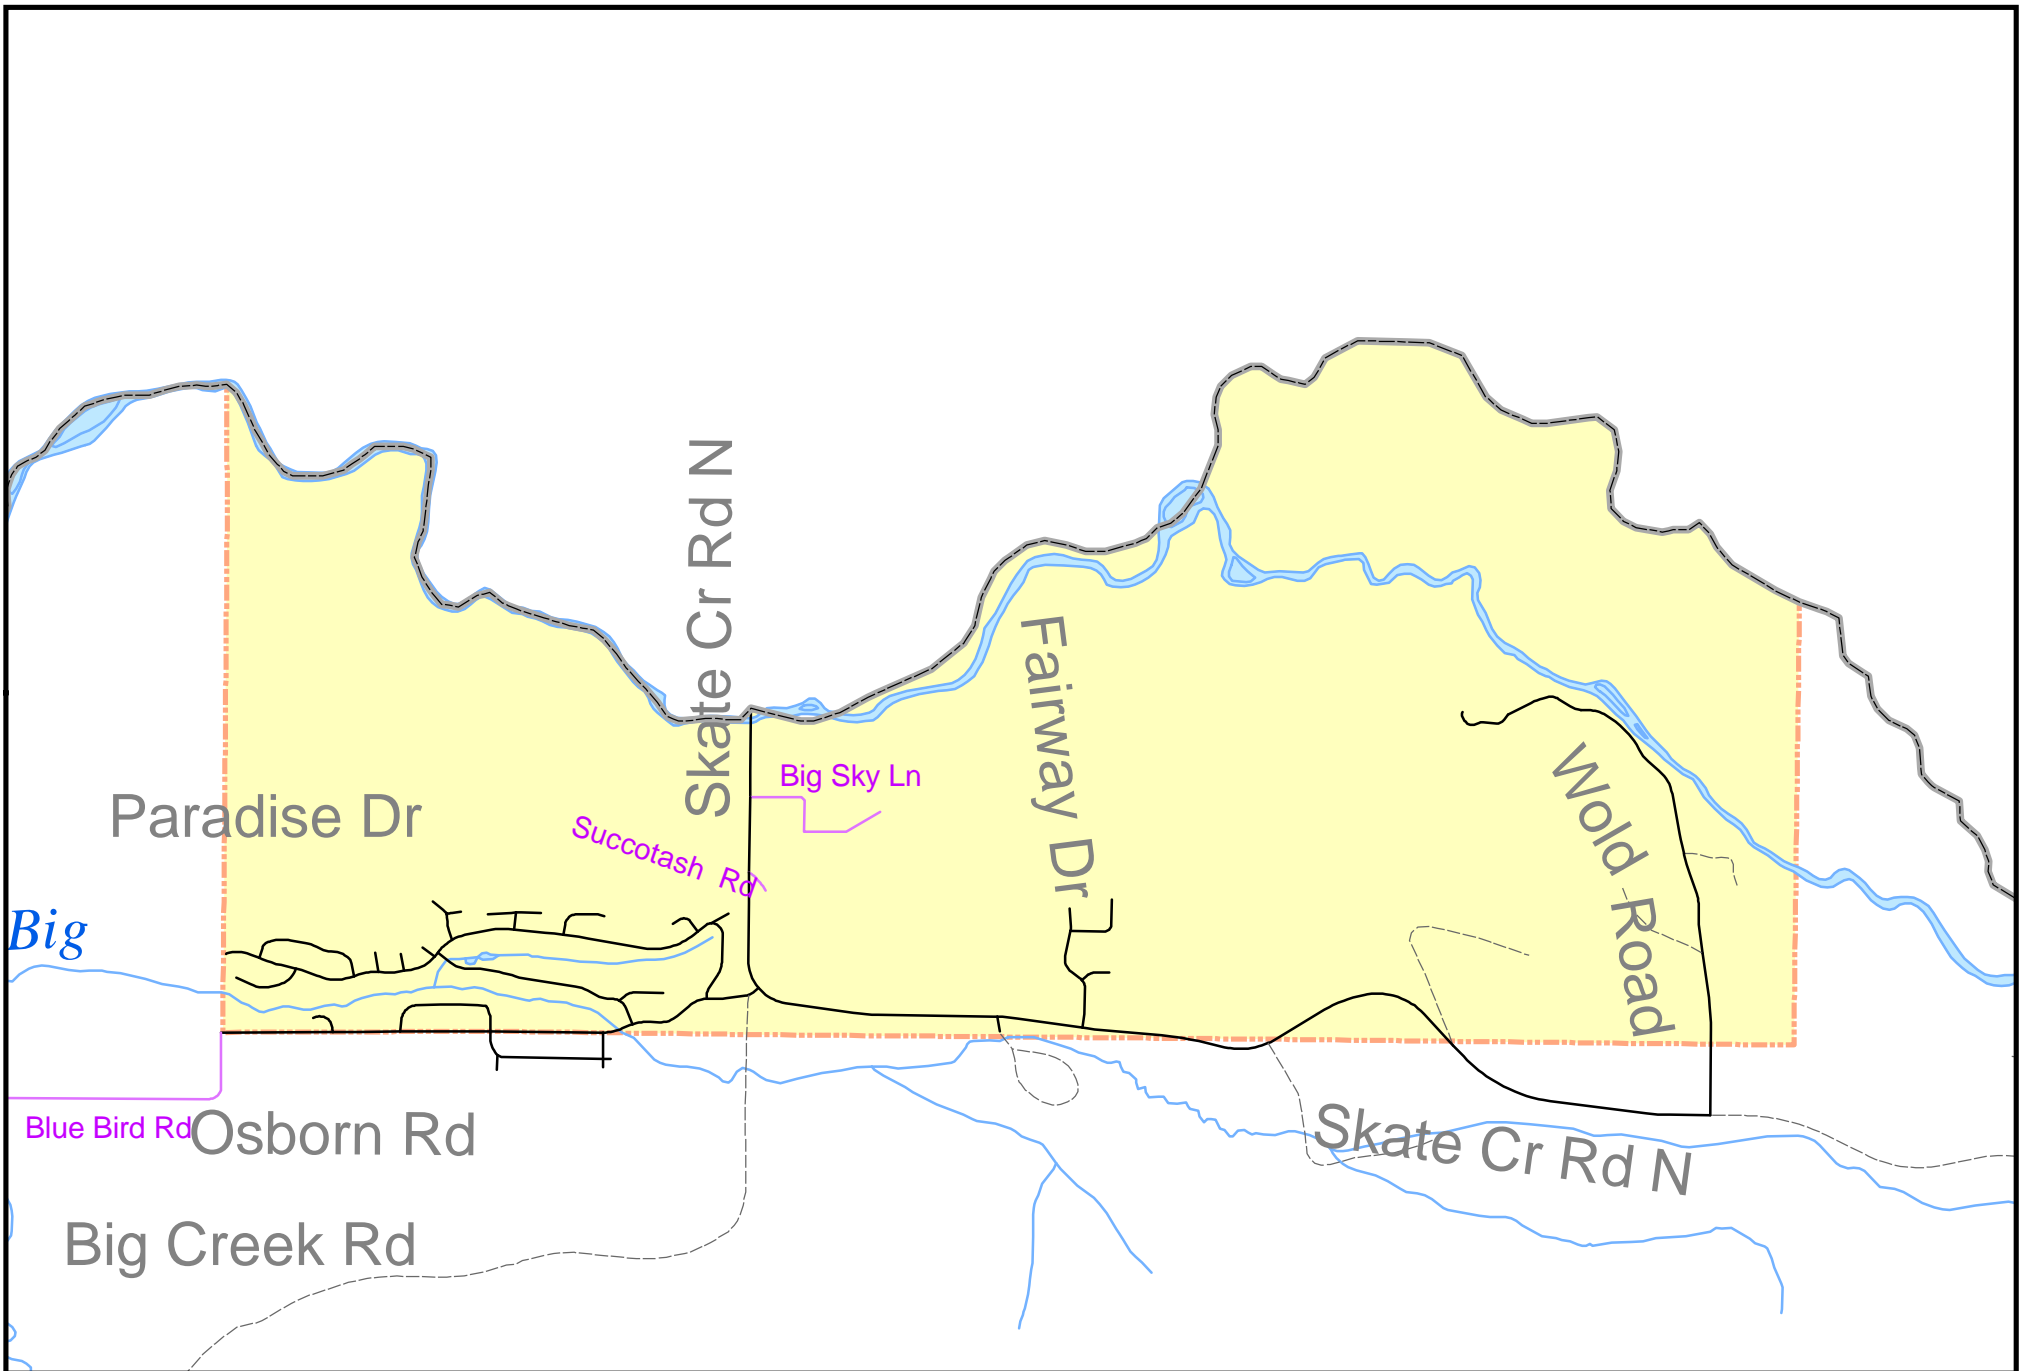 Skate Cr Rd N
Fairway Dr
Big Sky Ln
Wold Road
Paradise Dr
Succotash Rd
Big
Blue Bird Rd
Osborn Rd
Skate Cr Rd N
Big Creek Rd